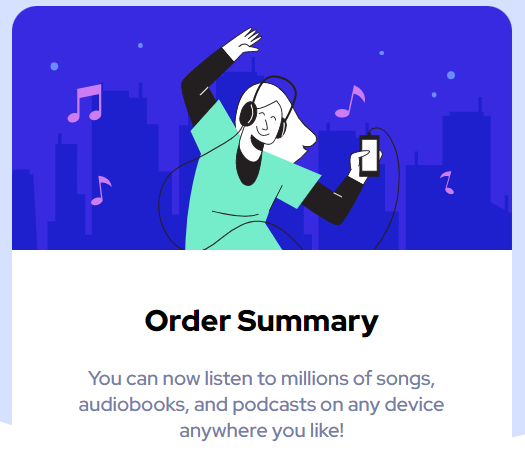 Order Summary
You can now listen to millions of songs,
audiobooks, and podcasts on any device
anywhere you like!